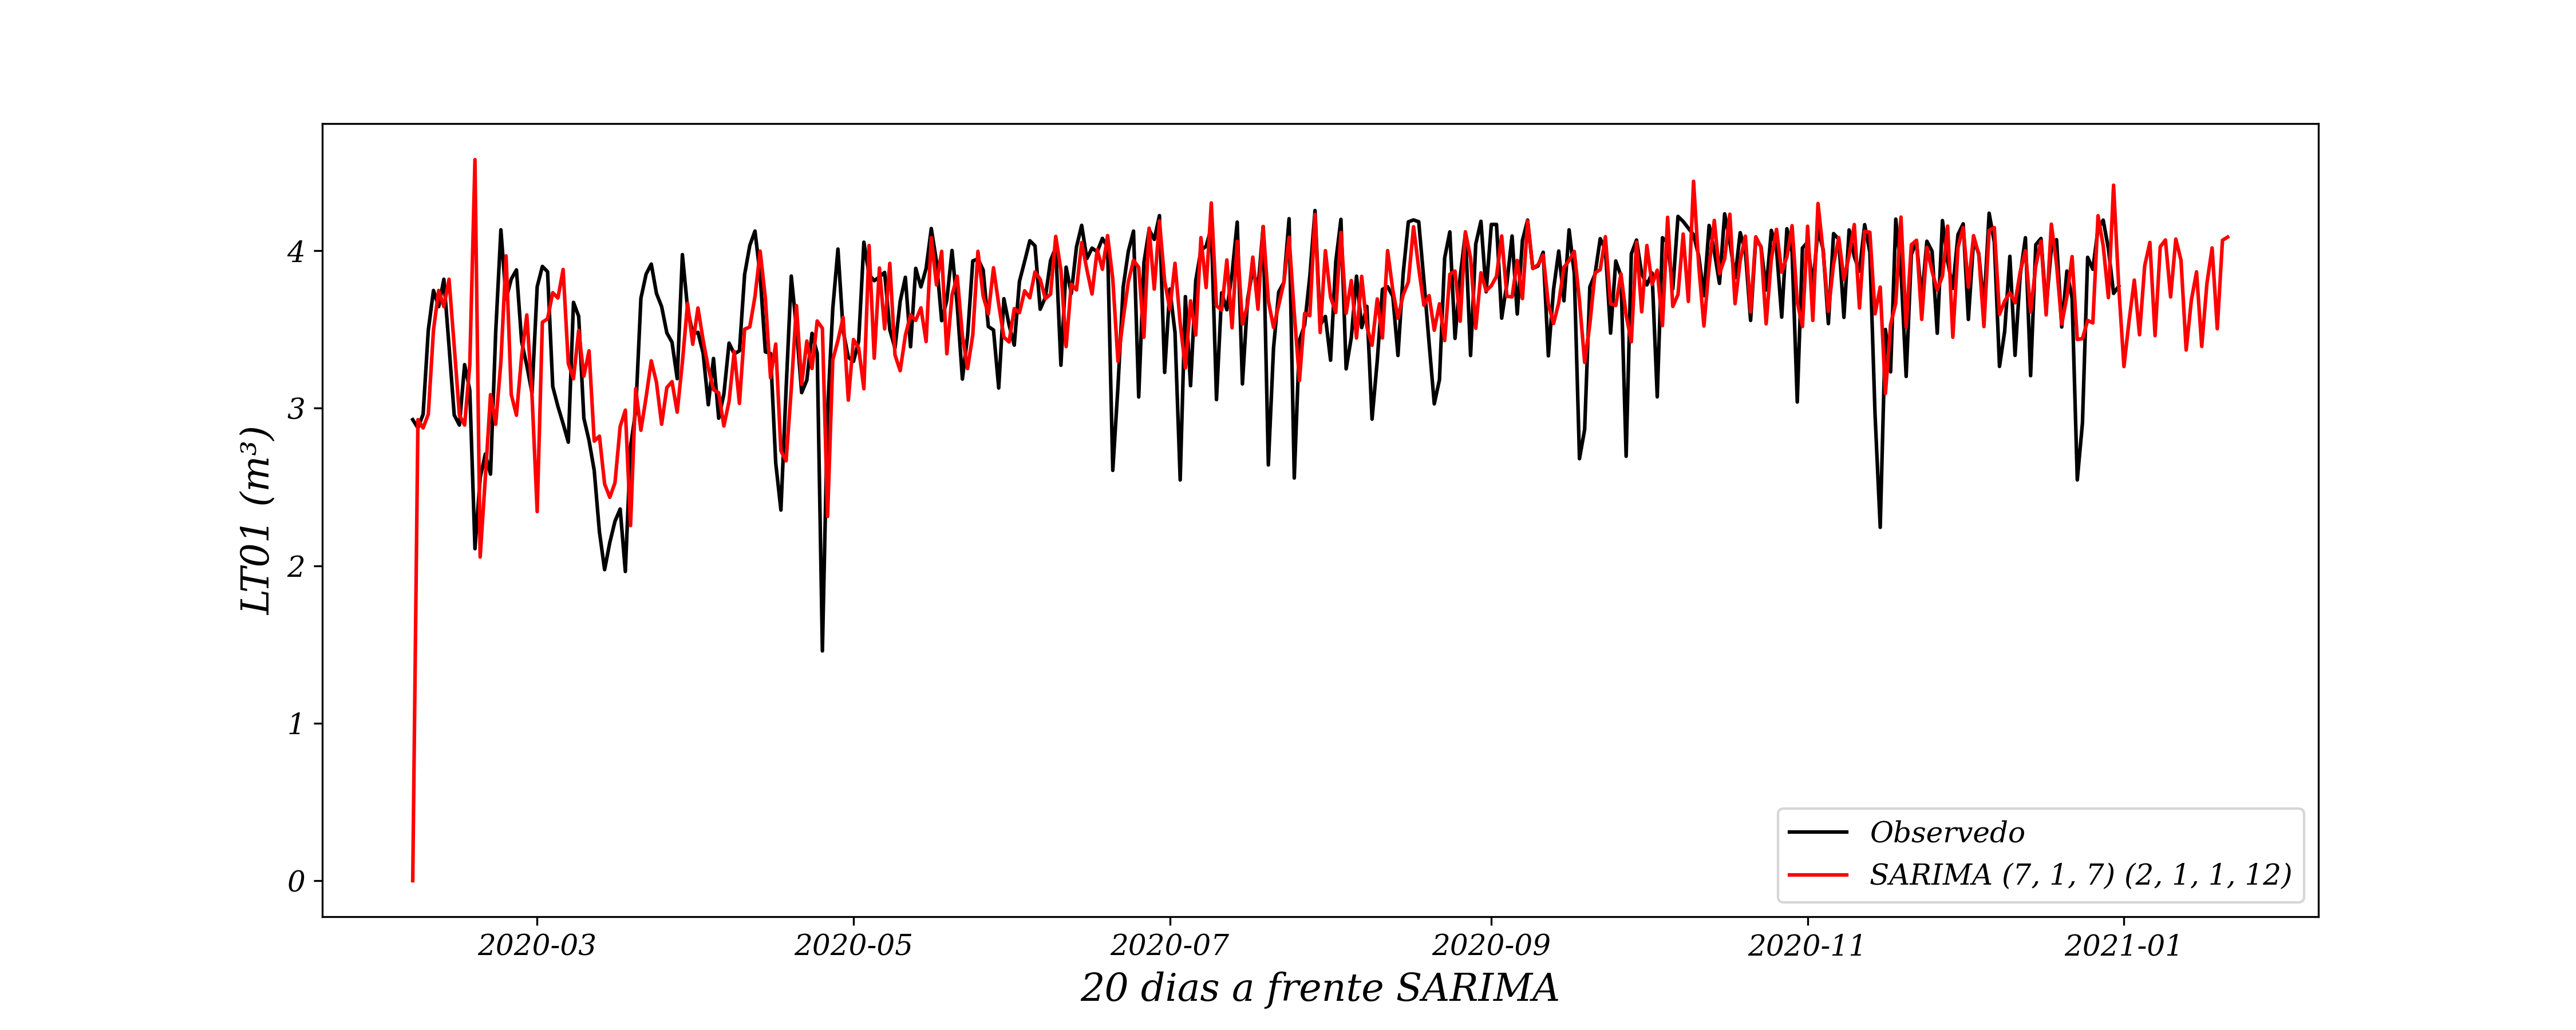 LT01 (m³)
4
3
2
1
0
Observedo
SARIMA (7, 1, 7) (2, 1, 1, 12)
2020-03 2020-05 2020-07 2020-09 2020-11 2021-01
20 dias a frente SARIMA